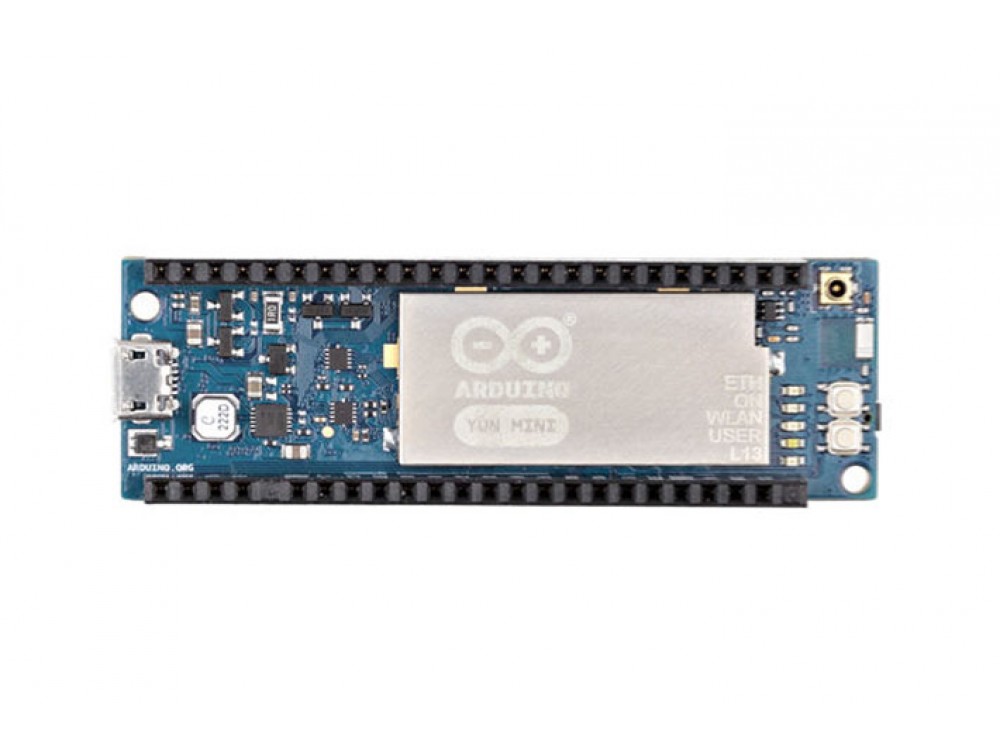 1R0
®
ARDUINO
YUN MINI
ETH
ON
WLAN
USER
L13
C
222D
ARDUINO.ORG